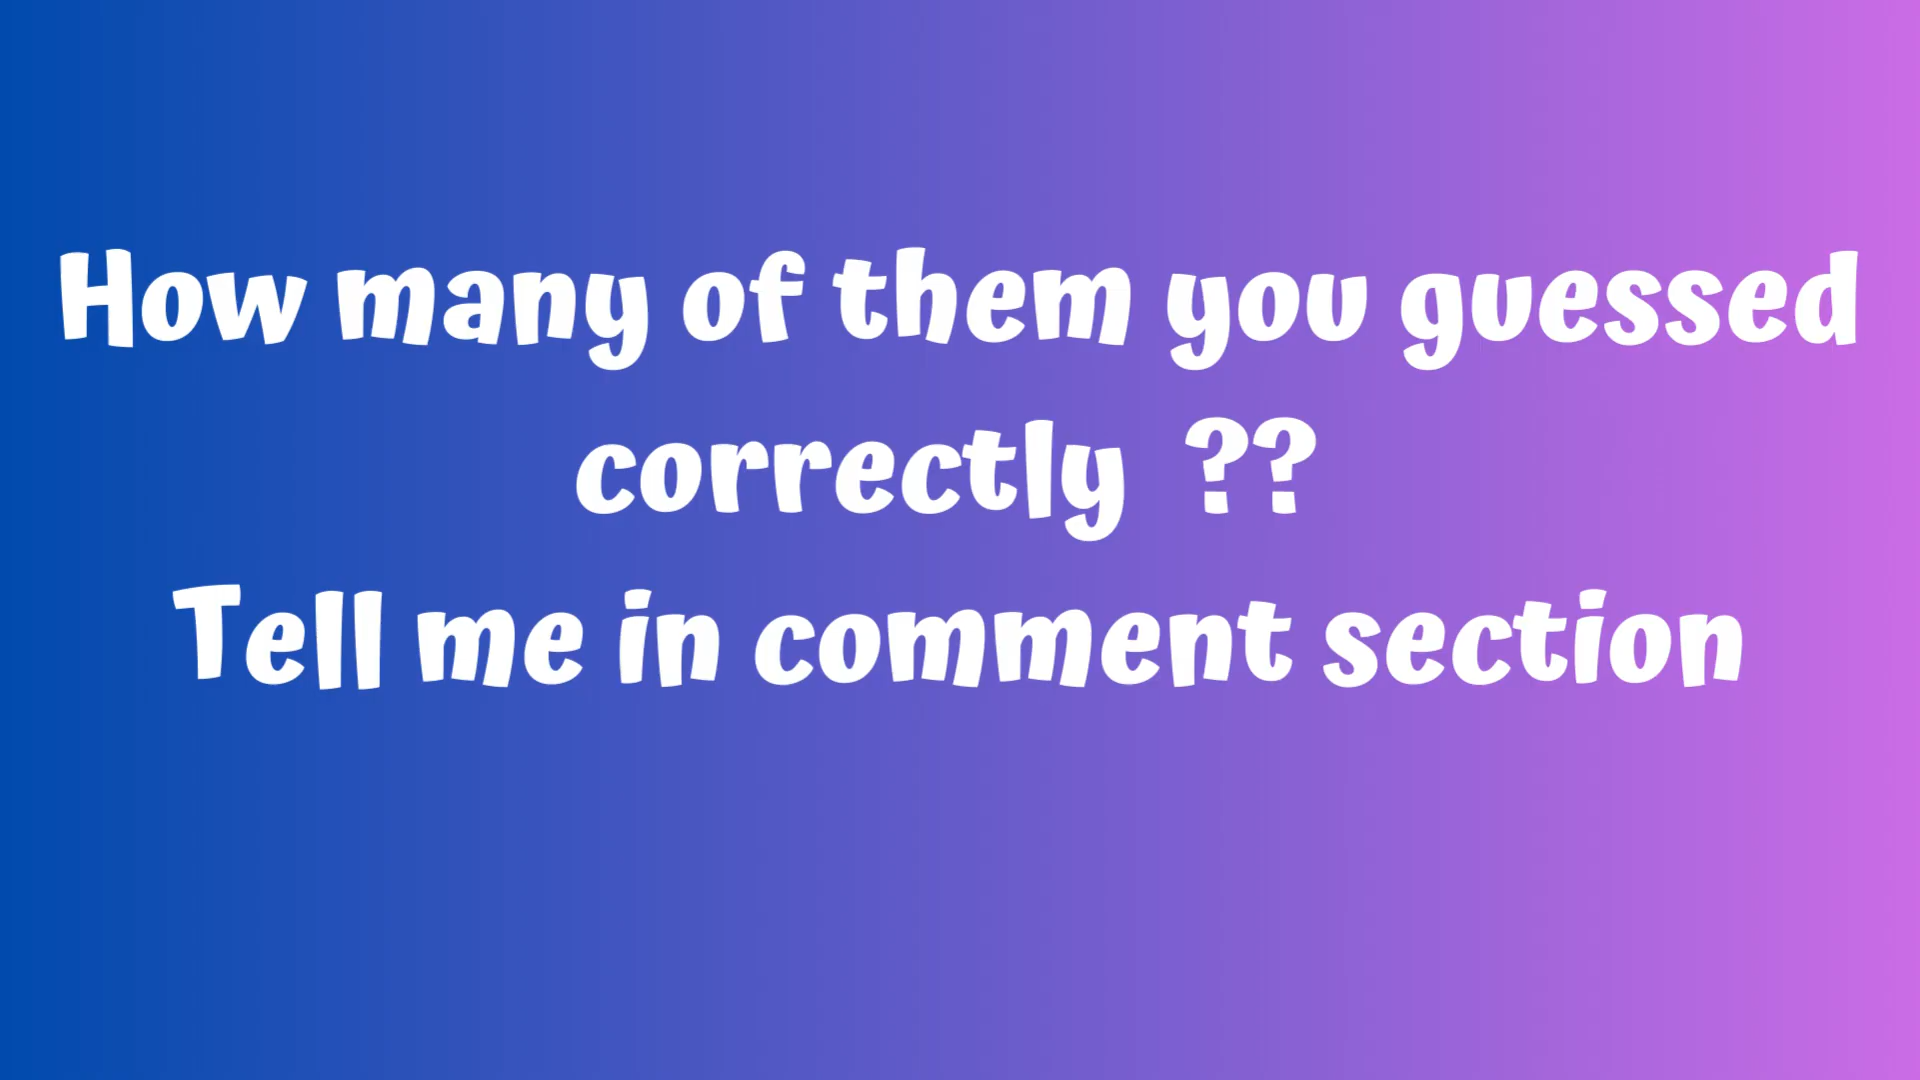 How many of them you guessed
correctly ??
Tell me in comment section